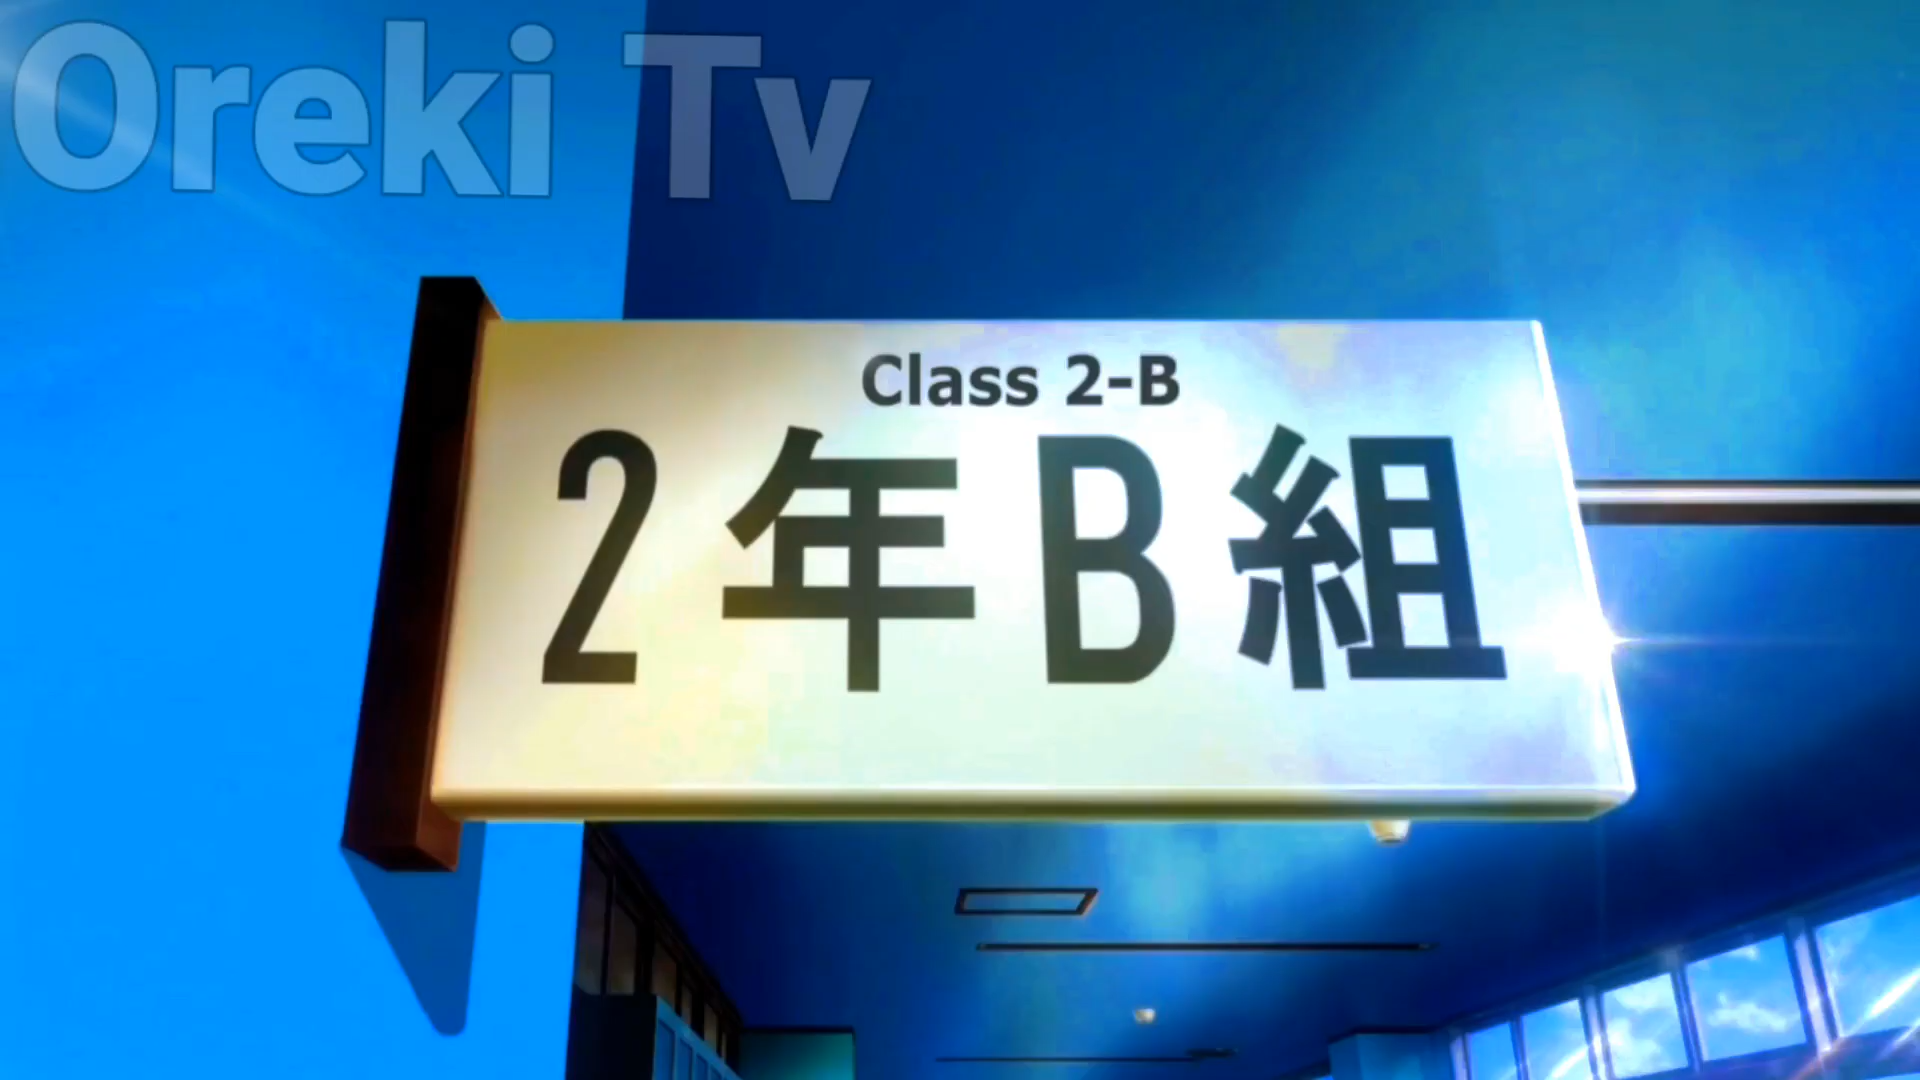 Oreki Tv
Class 2-B
2年B組